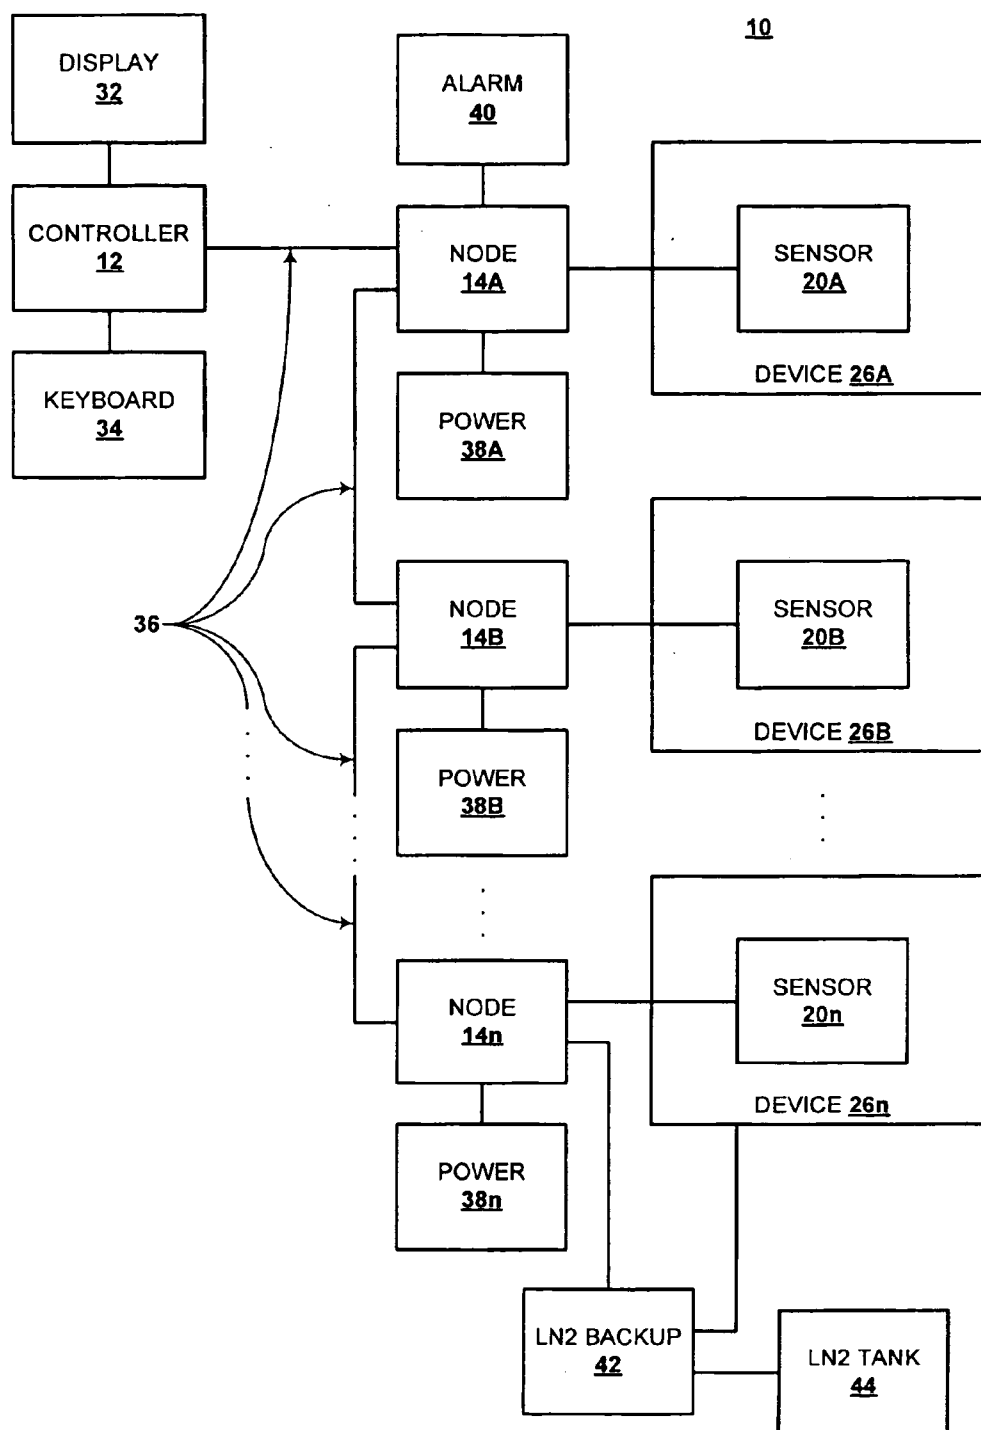 10
DISPLAY
32
ALARM
40
CONTROLLER
12
NODE
14A
SENSOR
20A
DEVICE 26A
KEYBOARD
34
POWER
38A
36
NODE
14B
SENSOR
20B
DEVICE 26B
POWER
38B
NODE
14n
SENSOR
20n
DEVICE 26n
POWER
38n
LN2 BACKUP
42
LN2 TANK
44